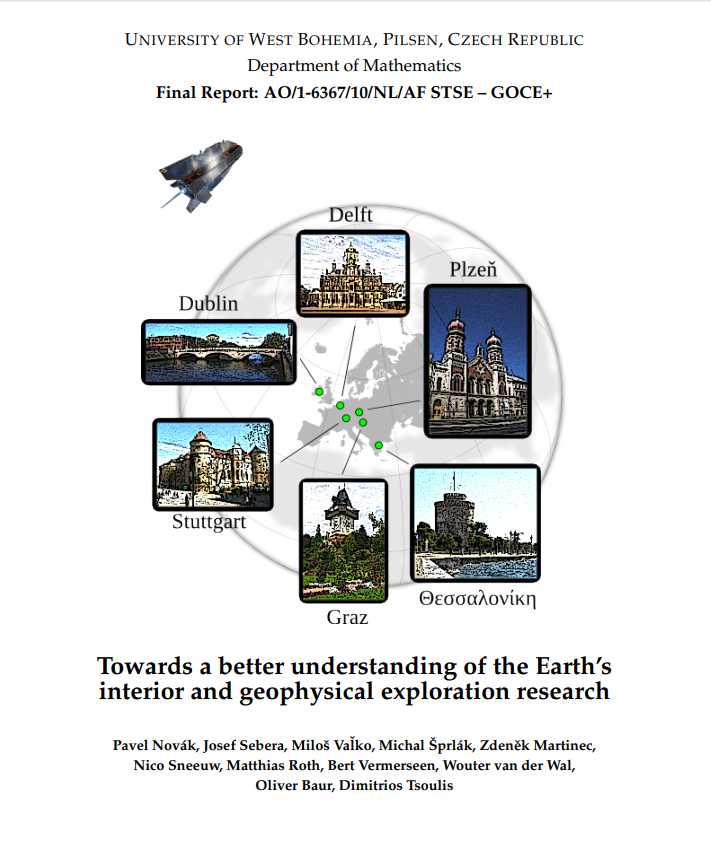 UNIVERSITY OF WEST BOHEMIA, PILSEN, CZECH REPUBLIC
Department of Mathematics
Final Report: AO/1-6367/10/NL/AF STSE – GOCE+
Delft
Plzeň
Dublin
Stuttgart
Θεσσαλονίκη
Graz
Towards a better understanding of the Earth's
interior and geophysical exploration research
Pavel Novák, Josef Sebera, Miloš Vaľko, Michal Šprlák, Zdeněk Martinec,
Nico Sneeuw, Matthias Roth, Bert Vermerseen, Wouter van der Wal,
Oliver Baur, Dimitrios Tsoulis